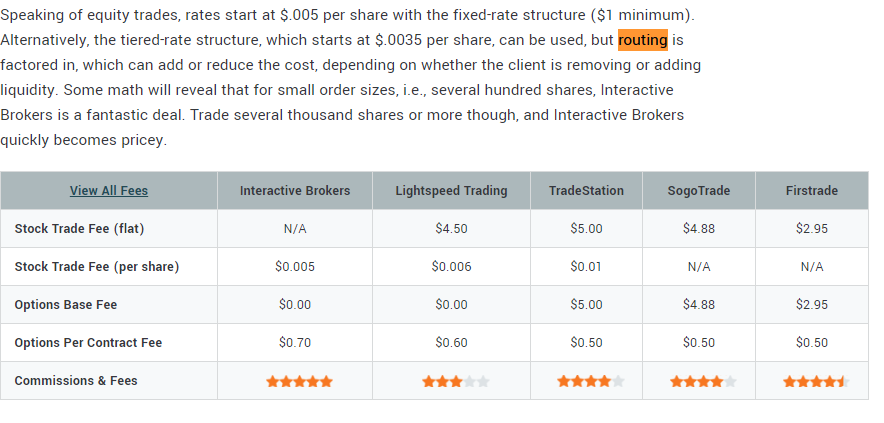 Speaking of equity trades, rates start at $.005 per share with the fixed-rate structure ($1 minimum).
Alternatively, the tiered-rate structure, which starts at $.0035 per share, can be used, but routing is
factored in, which can add or reduce the cost, depending on whether the client is removing or adding
liquidity. Some math will reveal that for small order sizes, i.e., several hundred shares, Interactive
Brokers is a fantastic deal. Trade several thousand shares or more though, and Interactive Brokers
quickly becomes pricey.
View All Fees Interactive Brokers Lightspeed Trading TradeStation SogoTrade Firstrade
Stock Trade Fee (flat) N/A $4.50 $5.00 $4.88 $2.95
Stock Trade Fee (per share) $0.005 $0.006 $0.01 N/A N/A
Options Base Fee $0.00 $0.00 $5.00 $4.88 $2.95
Options Per Contract Fee $0.70 $0.60 $0.50 $0.50 $0.50
Commissions & Fees